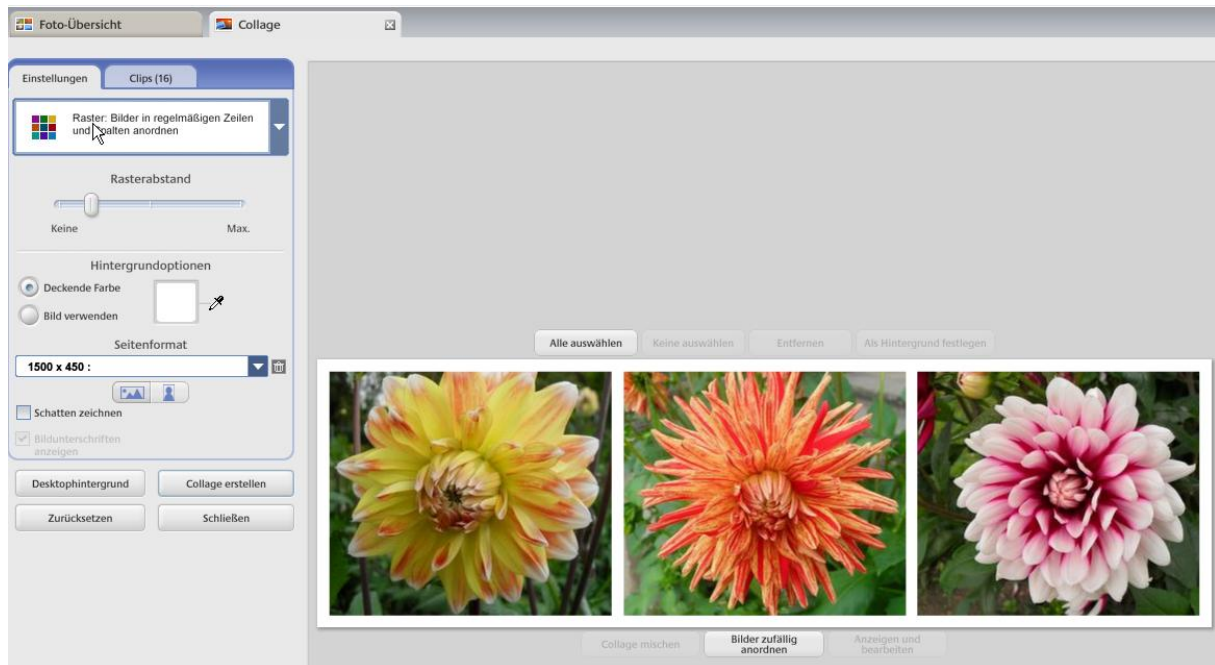 Foto-Übersicht
Collage
Einstellungen
Clips (16)
Raster: Bilder in regelmäßigen Zeilen
und Spalten anordnen
Rasterabstand
Keine
Max.
Hintergrundoptionen
Deckende Farbe
Bild verwenden
Seitenformat
1500 x 450 :
Schatten zeichnen
Bildunterschriften
anzeigen
Desktophintergrund
Collage erstellen
Zurücksetzen
Schließen
Alle auswählen
Keine auswählen
Entfernen
Als Hintergrund festlegen
Collage mischen
Bilder zufällig
anordnen
Anzeigen und
bearbeiten